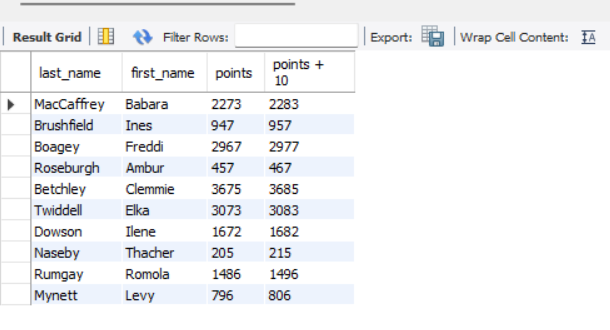 Result Grid Filter Rows: Export: Wrap Cell Content: IA
last_name first_name points points + 10
MacCaffrey Babara 2273 2283
Brushfield Ines 947 957
Boagey Freddi 2967 2977
Roseburgh Ambur 457 467
Betchley Clemmie 3675 3685
Twiddell Elka 3073 3083
Dowson Ilene 1672 1682
Naseby Thacher 205 215
Rumgay Romola 1486 1496
Mynett Levy 796 806